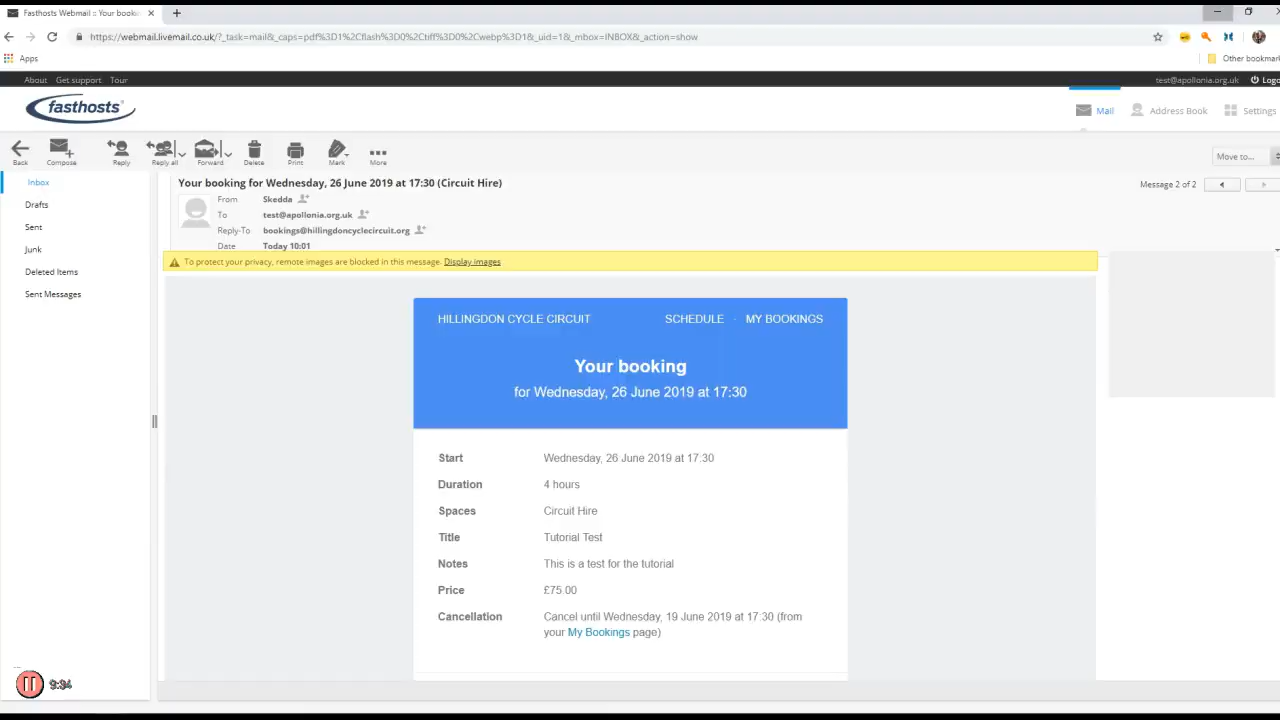 Fasthosts Webmail :: Your booki
https://webmail.livemail.co.uk/?_task=mail&_caps=pdf%3D1%2Cflash%3D0%2Ctiff%3D0%2Cwebp%3D1&_uid=1&_mbox=INBOX&_action=show
Apps
Other bookmark
About Get support Tour
test@apollonia.org.uk Logo
fasthosts
Mail Address Book Settings
Back Compose Reply Reply all Forward Delete Print Mark More
Move to...
Inbox
Drafts
Sent
Junk
Deleted Items
Sent Messages
Your booking for Wednesday, 26 June 2019 at 17:30 (Circuit Hire)
Message 2 of 2
From Skedda
To test@apollonia.org.uk
Reply-To bookings@hillingdoncyclecircuit.org
Date Today 10:01
To protect your privacy, remote images are blocked in this message. Display images
HILLINGDON CYCLE CIRCUIT SCHEDULE · MY BOOKINGS
Your booking
for Wednesday, 26 June 2019 at 17:30
Start Wednesday, 26 June 2019 at 17:30
Duration 4 hours
Spaces Circuit Hire
Title Tutorial Test
Notes This is a test for the tutorial
Price £75.00
Cancellation Cancel until Wednesday, 19 June 2019 at 17:30 (from
your My Bookings page)